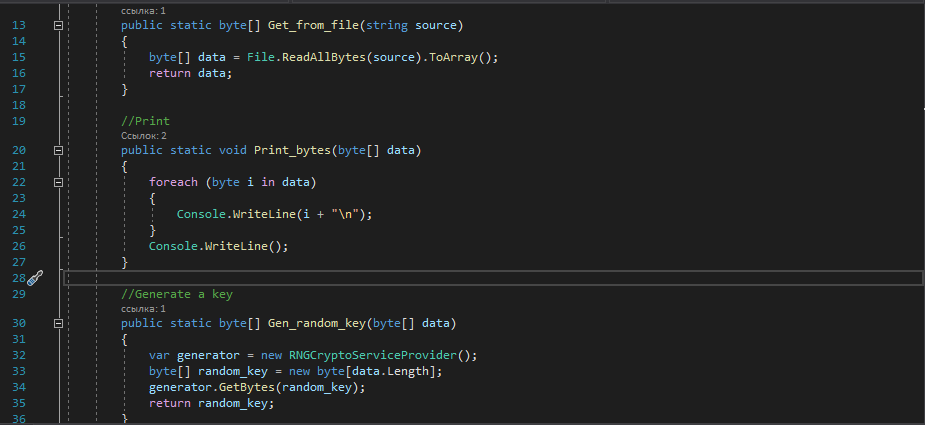 ссылка: 1
13 public static byte[] Get_from_file(string source)
14 {
15 byte[] data = File.ReadAllBytes(source).ToArray();
16 return data;
17 }
18
19 //Print
Ссылок: 2
20 public static void Print_bytes(byte[] data)
21 {
22 foreach (byte i in data)
23 {
24 Console.WriteLine(i + "\n");
25 }
26 Console.WriteLine();
27 }
28
29 //Generate a key
ссылка: 1
30 public static byte[] Gen_random_key(byte[] data)
31 {
32 var generator = new RNGCryptoServiceProvider();
33 byte[] random_key = new byte[data.Length];
34 generator.GetBytes(random_key);
35 return random_key;
36 }